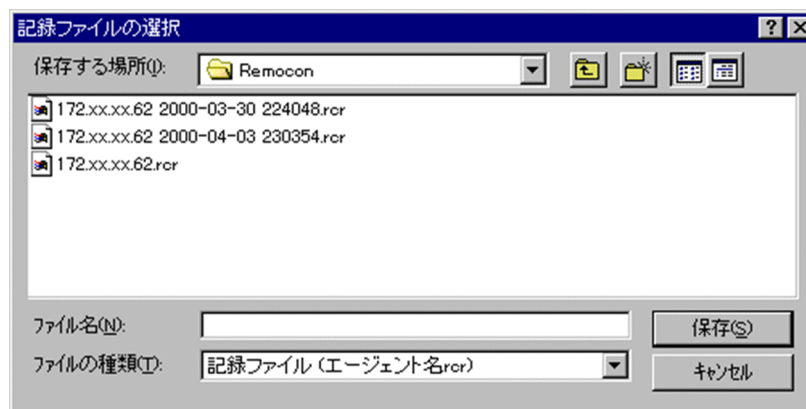 記録ファイルの選択
保存する場所(I):
Remocon
172.xx.xx.62 2000-03-30 224048.rcr
172.xx.xx.62 2000-04-03 230354.rcr
172.xx.xx.62.rcr
ファイル名(N):
保存(S)
ファイルの種類(T):
記録ファイル (エージェント名rcr)
キャンセル